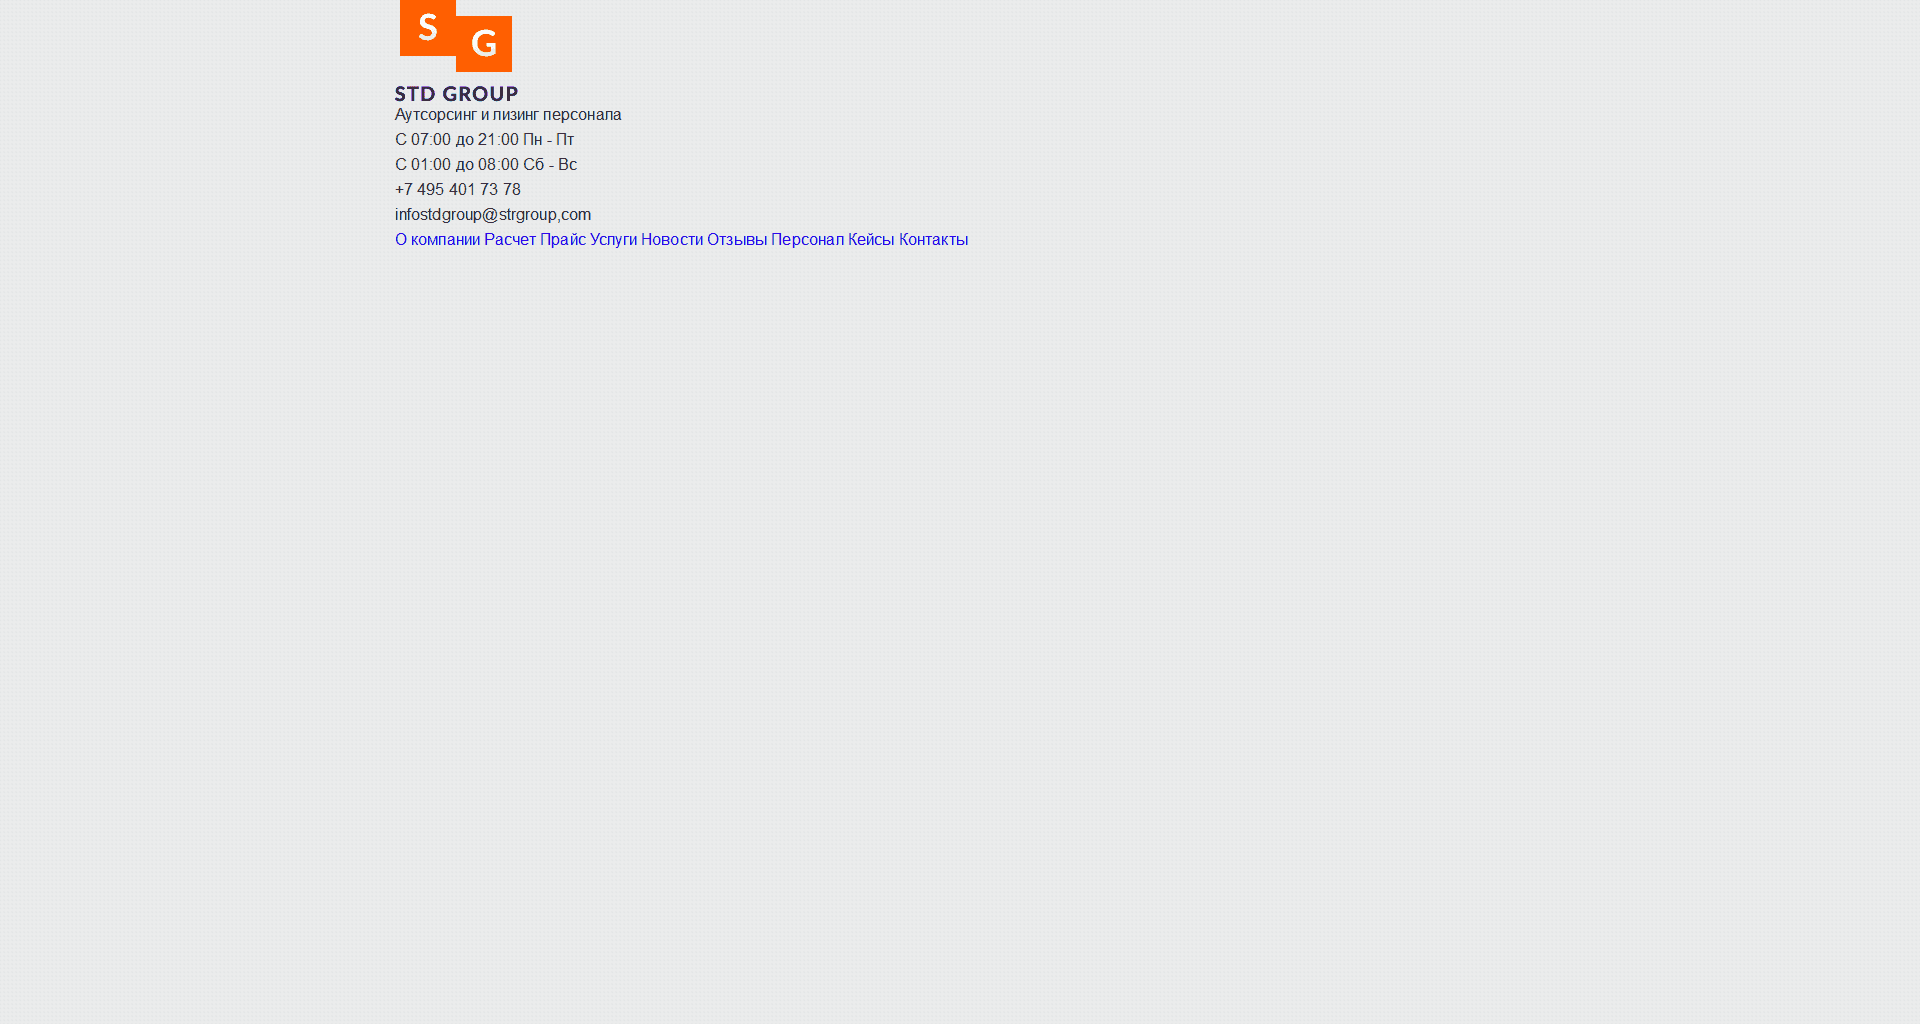 S G
STD GROUP
Аутсорсинг и лизинг персонала
С 07:00 до 21:00 Пн - Пт
С 01:00 до 08:00 Сб - Вс
+7 495 401 73 78
infostdgroup@strgroup,com
О компании Расчет Прайс Услуги Новости Отзывы Персонал Кейсы Контакты